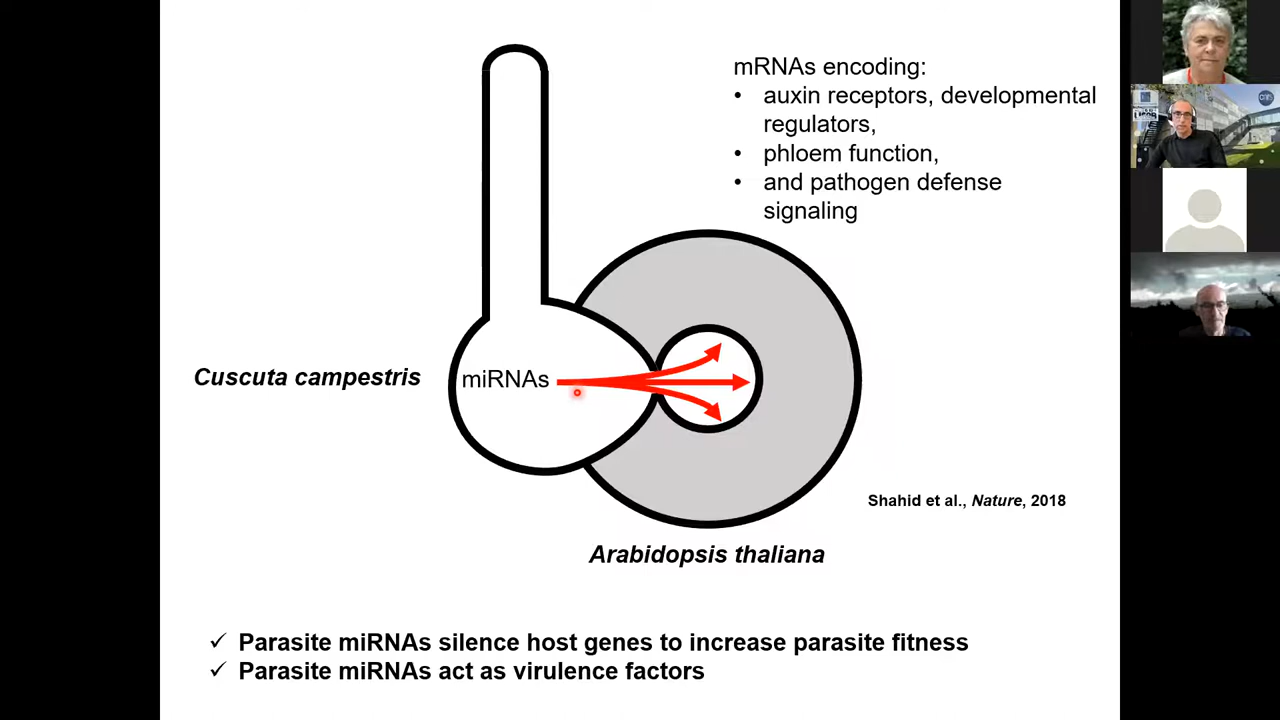 mRNAs encoding:
• auxin receptors, developmental
regulators,
• phloem function,
• and pathogen defense
signaling
Cuscuta campestris
miRNAs
Shahid et al., Nature, 2018
Arabidopsis thaliana
✓ Parasite miRNAs silence host genes to increase parasite fitness
✓ Parasite miRNAs act as virulence factors